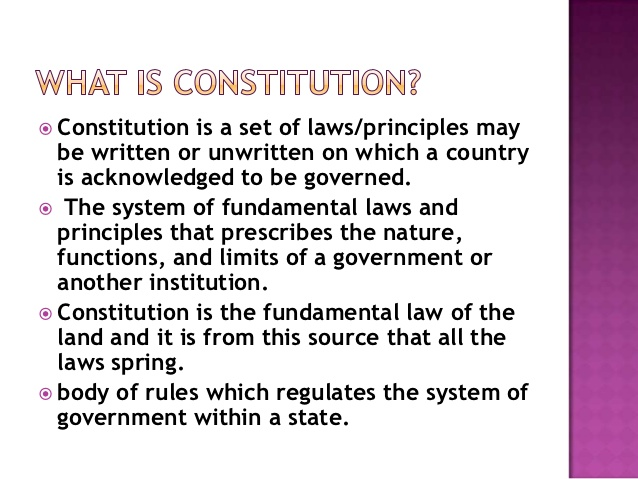 WHAT IS CONSTITUTION?
Constitution is a set of laws/principles may
be written or unwritten on which a country
is acknowledged to be governed.
The system of fundamental laws and
principles that prescribes the nature,
functions, and limits of a government or
another institution.
Constitution is the fundamental law of the
land and it is from this source that all the
laws spring.
body of rules which regulates the system of
government within a state.